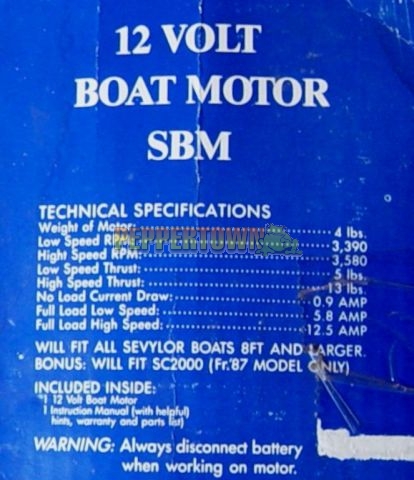 12 VOLT
BOAT MOTOR
SBM
TECHNICAL SPECIFICATIONS
Weight of Motor 4 lbs.
Low Speed RPM: 3,390
Hight Speed RPM: 3,580
Low Speed Thrust: 5 lbs.
High Speed Thrust: 13 lbs.
No Load Current Draw: 0.9 AMP
Full Load Low Speed: 5.8 AMP
Full Load High Speed: 12.5 AMP
PEPPERTOWN
WILL FIT ALL SEVYLOR BOATS 8FT AND LARGER.
BONUS: WILL FIT SC2000 (Fr.'87 MODEL ONLY)
INCLUDED INSIDE:
1 12 Volt Boat Motor
1 Instruction Manual (with helpful
hints, warranty and parts list)
WARNING: Always disconnect battery
when working on motor.